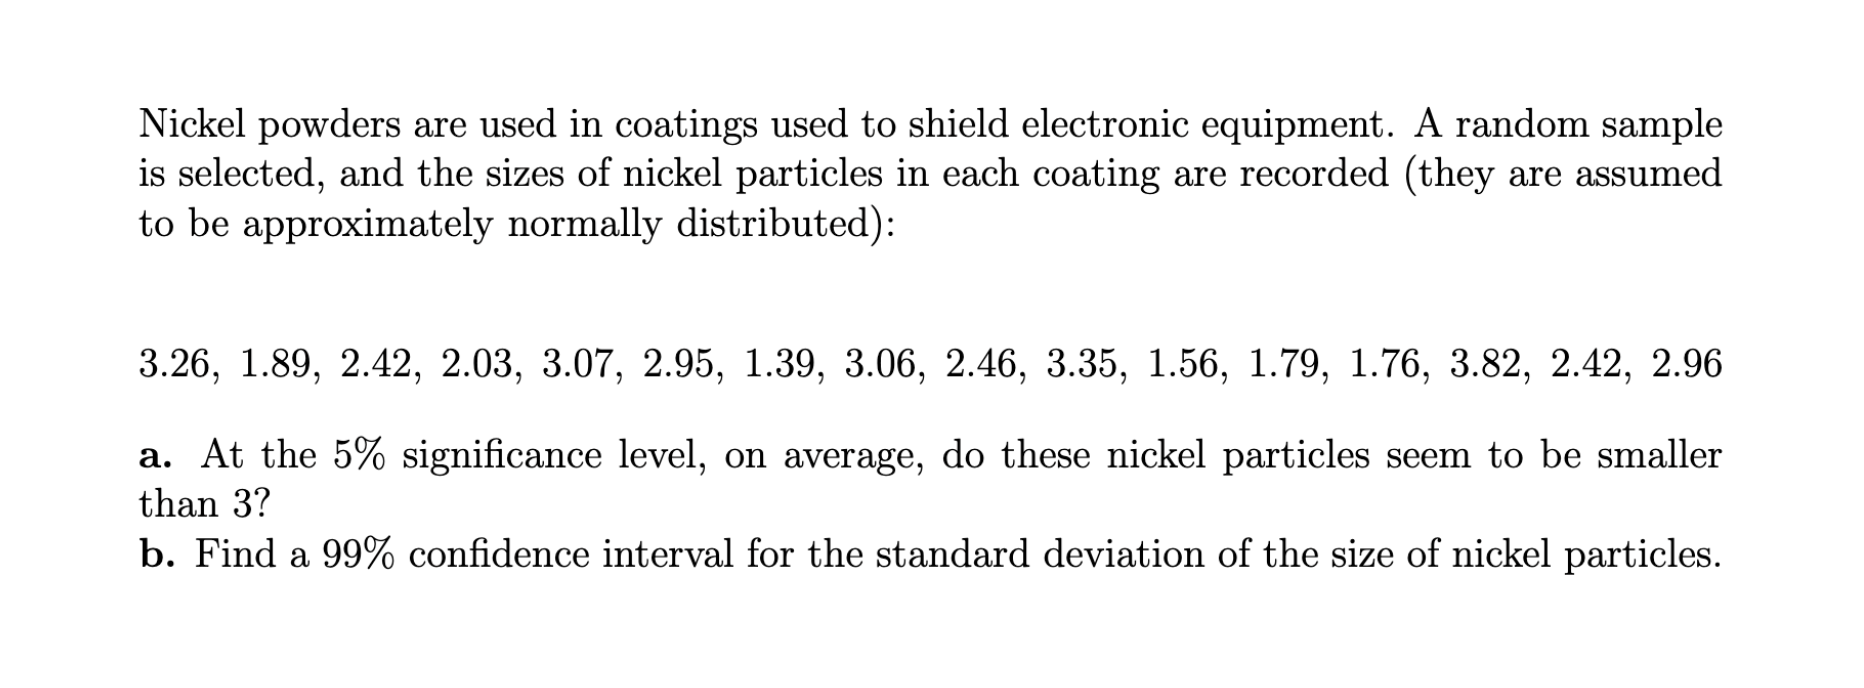 Nickel powders are used in coatings used to shield electronic equipment. A random sample
is selected, and the sizes of nickel particles in each coating are recorded (they are assumed
to be approximately normally distributed):
3.26, 1.89, 2.42, 2.03, 3.07, 2.95, 1.39, 3.06, 2.46, 3.35, 1.56, 1.79, 1.76, 3.82, 2.42, 2.96
a. At the 5% significance level, on average, do these nickel particles seem to be smaller
than 3?
b. Find a 99% confidence interval for the standard deviation of the size of nickel particles.